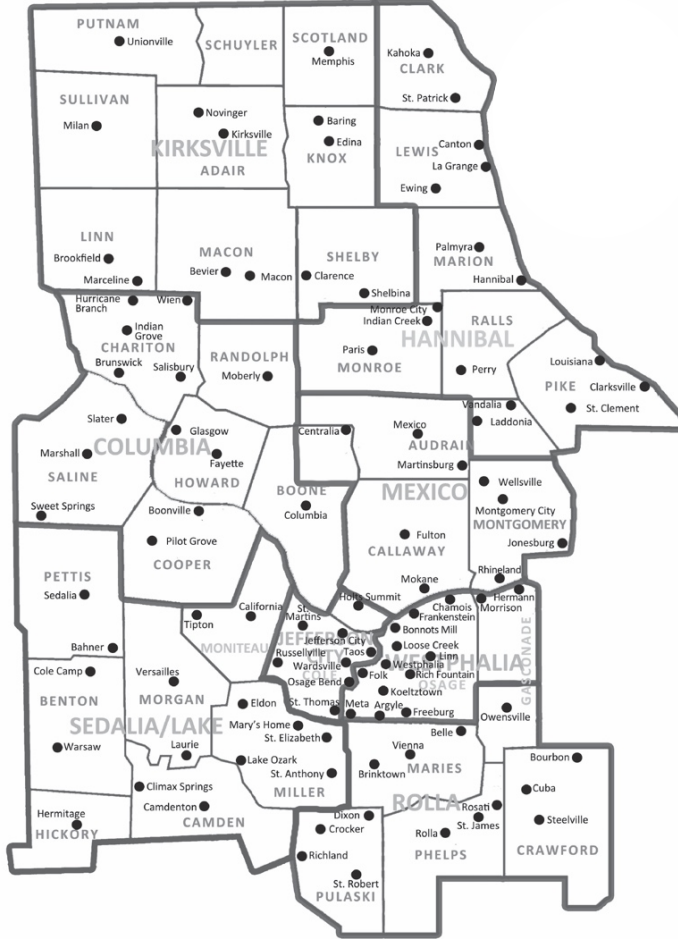 PUTNAM
Unionville
SCHUYLER
SCOTLAND
Memphis
Kahoka
CLARK
St. Patrick
SULLIVAN
Milan
Novinger
Kirksville
KIRKSVILLE
ADAIR
Baring
Edina
KNOX
LEWIS
Canton
La Grange
Ewing
LINN
Brookfield
Marceline
MACON
Bevier
Macon
SHELBY
Clarence
Shelbina
Palmyra
MARION
Hannibal
Hurricane
Branch
Wien
Indian
Grove
CHARITON
Brunswick
Salisbury
RANDOLPH
Moberly
Monroe City
Indian Creek
HANNIBAL
Paris
MONROE
RALLS
Perry
Louisiana
PIKE
Clarksville
St. Clement
Vandalia
Laddonia
Slater
Marshall
SALINE
Sweet Springs
COLUMBIA
Glasgow
Fayette
HOWARD
Centralia
Mexico
AUDRAIN
Martinsburg
BOONE
Columbia
MEXICO
Wellsville
Montgomery City
MONTGOMERY
Jonesburg
Boonville
Pilot Grove
COOPER
Fulton
CALLAWAY
Mokane
Rhineland
PETTIS
Sedalia
Bahner
Tipton
California
MONITEAU
Holts Summit
St.
Martins
JEFFERSON
CITY
COLE
Jefferson City
Russellville
Taos
Wardsville
Osage Bend
St. Thomas
Chamois
Frankenstein
Hermann
Morrison
Bonnots Mill
Loose Creek
Linn
WESTPHALIA
Westphalia
Rich Fountain
OSAGE
Folk
Koeltztown
Meta
Argyle
Freeburg
GASCONADE
Owensville
Cole Camp
BENTON
Warsaw
Versailles
MORGAN
SEDALIA/LAKE
Laurie
Eldon
Mary's Home
St. Elizabeth
Lake Ozark
St. Anthony
MILLER
Belle
Vienna
Brinktown
MARIES
ROLLA
Bourbon
Cuba
Steelville
CRAWFORD
Climax Springs
Camdenton
CAMDEN
Hermitage
HICKORY
Dixon
Crocker
Richland
St. Robert
PULASKI
Rosati
St. James
Rolla
PHELPS